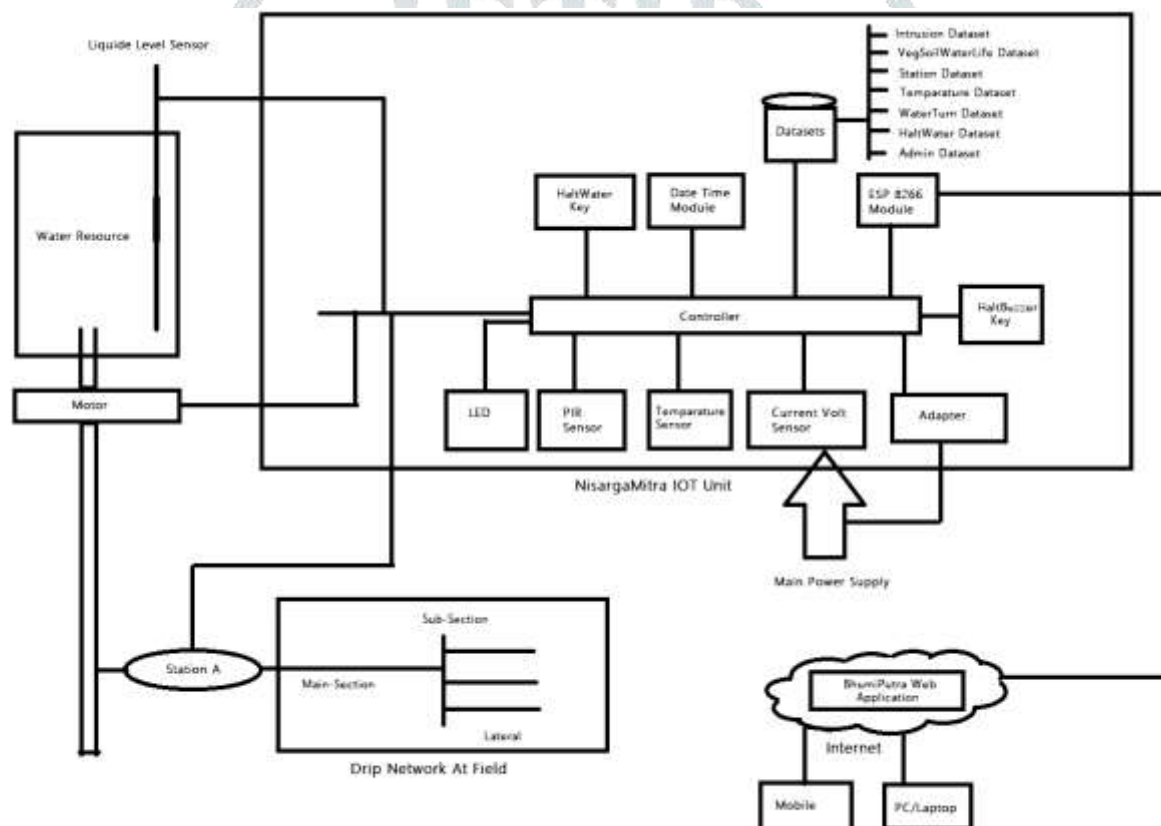 Liquide Level Sensor
Intrusion Dataset
VegSoilWaterLife Dataset
Station Dataset
Temparature Dataset
WaterTurn Dataset
HaltWater Dataset
Admin Dataset
Datasets
HaltWater
Key
Date Time
Module
ESP 8266
Module
Water Resource
Controller
HaltBuzzer
Key
Motor
LED
PIR
Sensor
Temparature
Sensor
Current Volt
Sensor
Adapter
NisargaMitra IOT Unit
Main Power Supply
Sub-Section
Station A
Main-Section
Lateral
Drip Network At Field
BhumiPutra Web
Application
Internet
Mobile
PC/Laptop